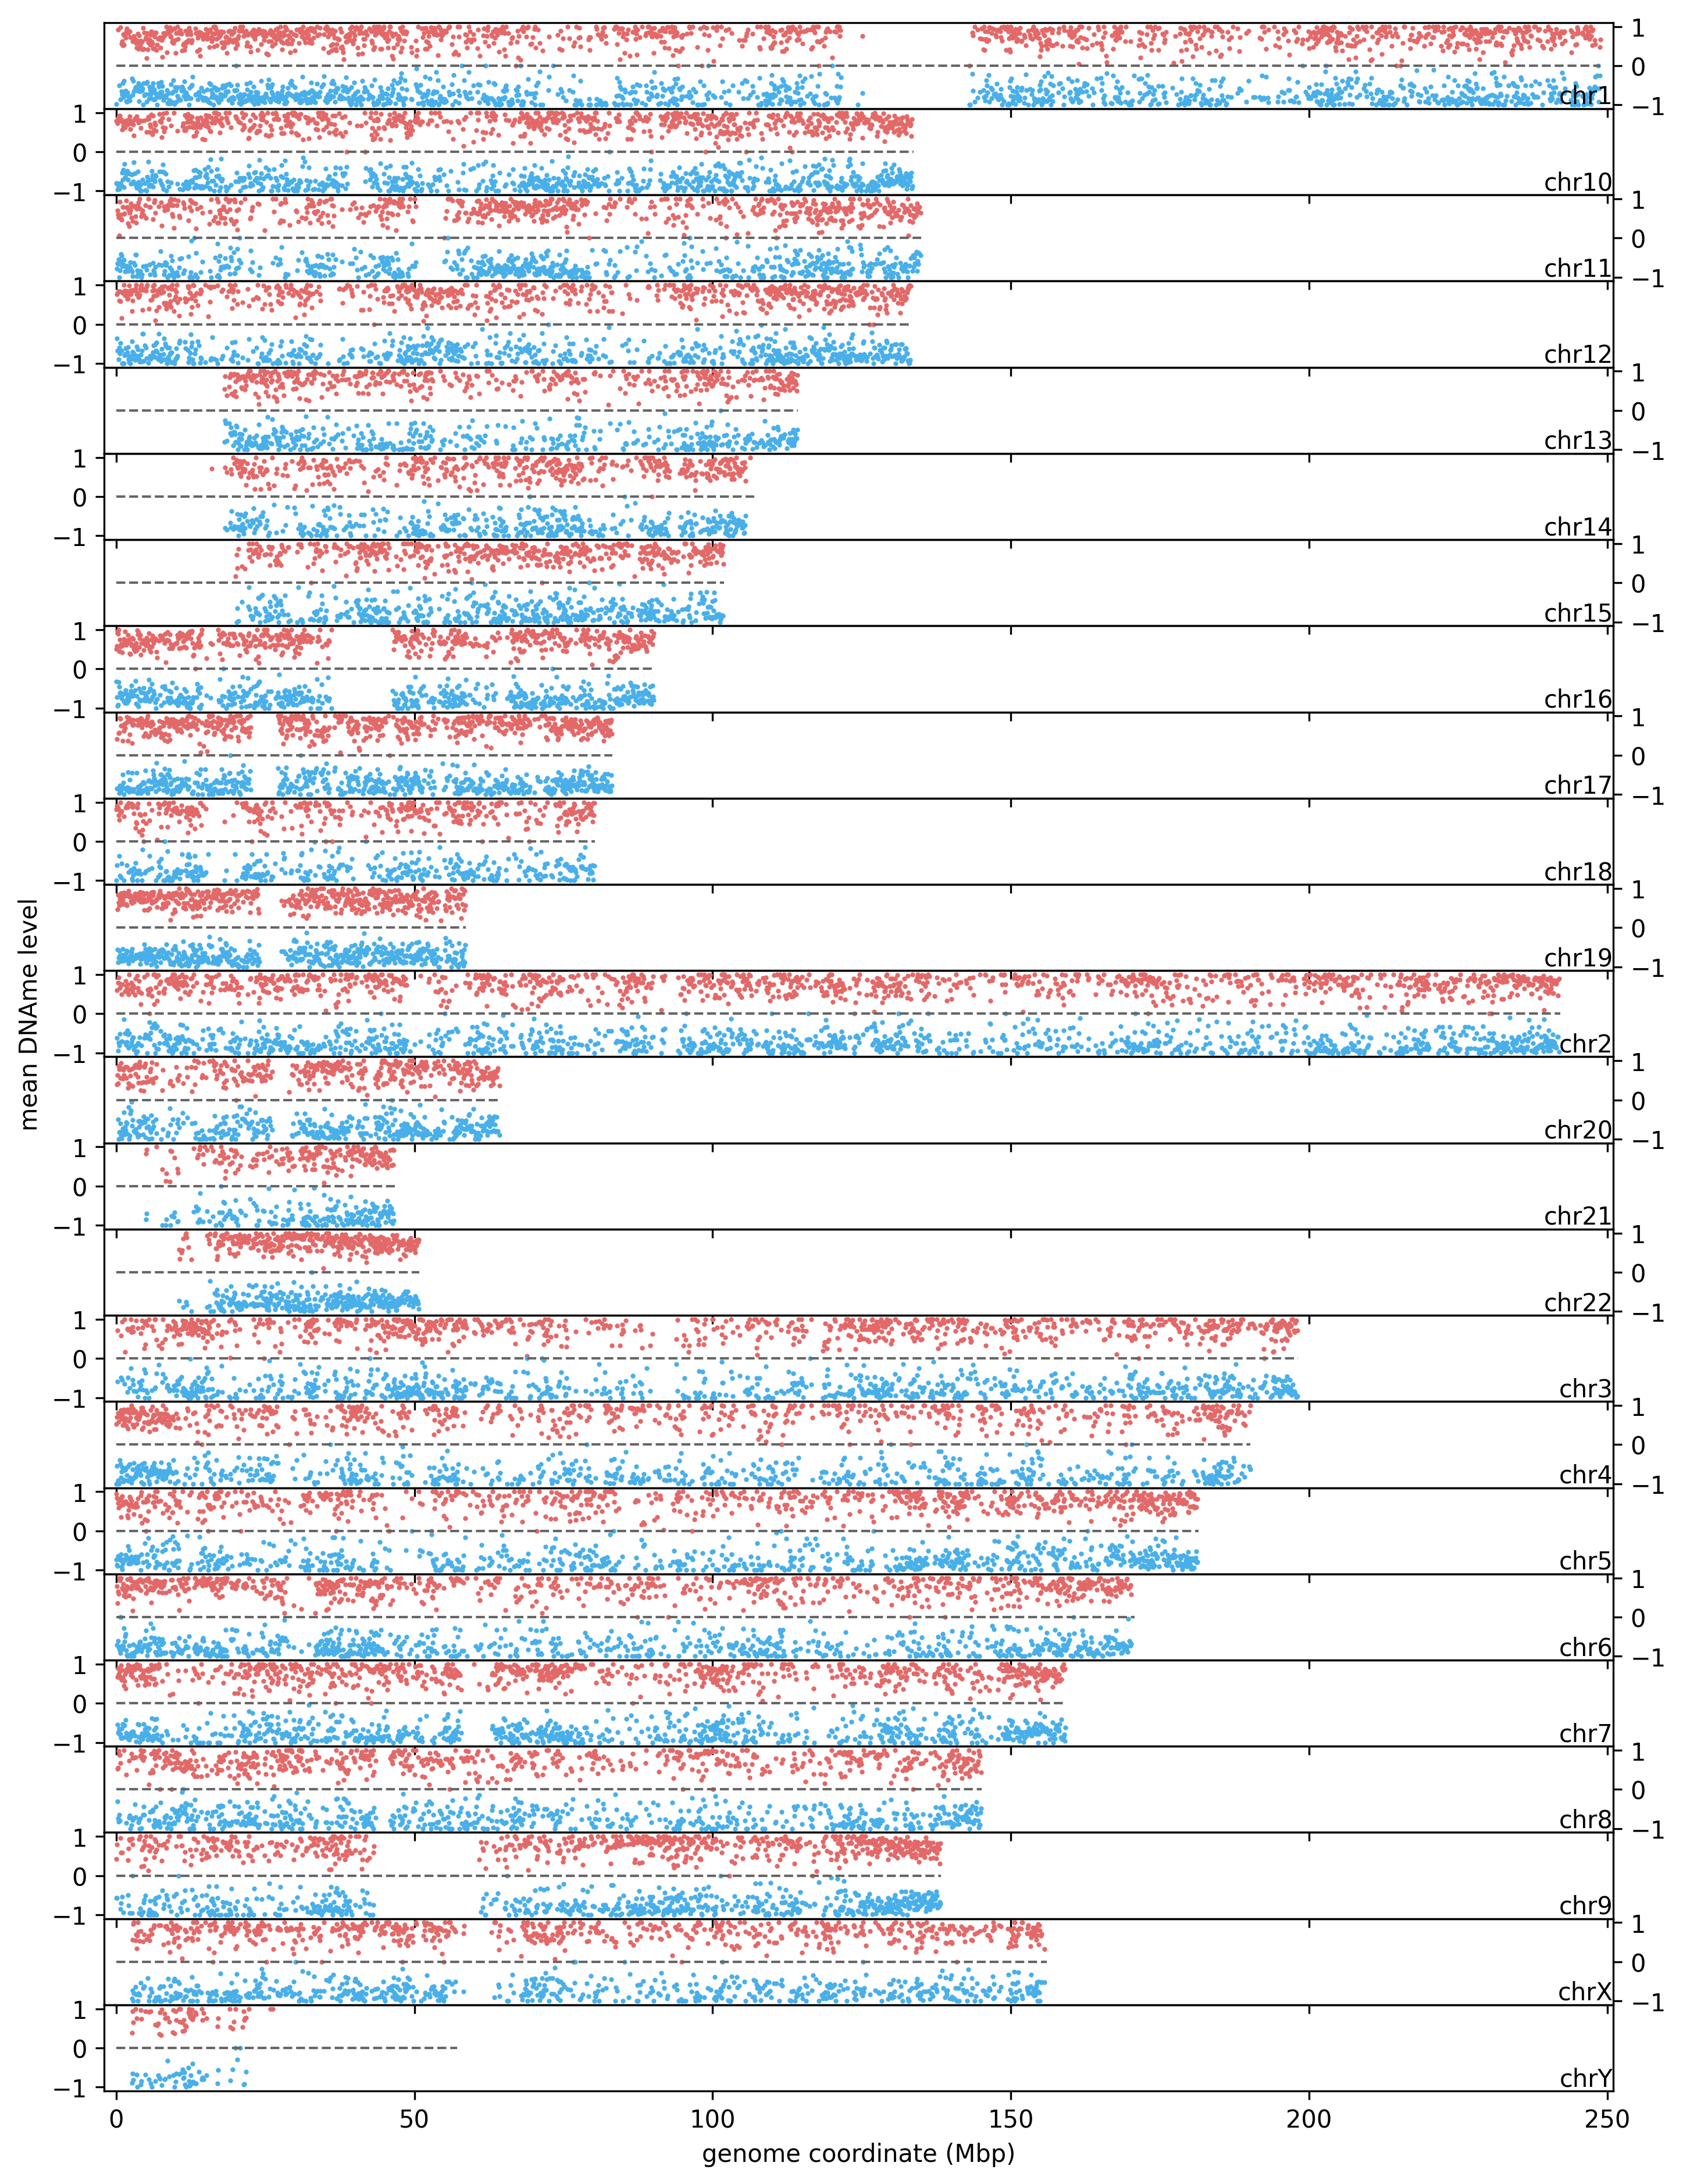 1
0
−1
chr1
1
0
−1
chr10
1
0
−1
chr11
1
0
−1
chr12
1
0
−1
chr13
1
0
−1
chr14
1
0
−1
chr15
1
0
−1
chr16
1
0
−1
chr17
1
0
−1
chr18
1
0
−1
chr19
mean DNAme level
1
0
−1
chr2
1
0
−1
chr20
1
0
−1
chr21
1
0
−1
chr22
1
0
−1
chr3
1
0
−1
chr4
1
0
−1
chr5
1
0
−1
chr6
1
0
−1
chr7
1
0
−1
chr8
1
0
−1
chr9
1
0
−1
chrX
1
0
−1
chrY
0 50 100 150 200 250
genome coordinate (Mbp)